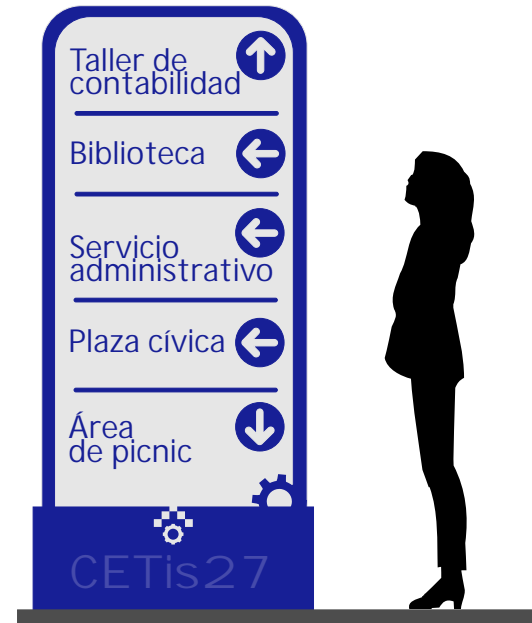 Taller de
contabilidad
Biblioteca
Servicio
administrativo
Plaza cívica
Área
de picnic
CETis27